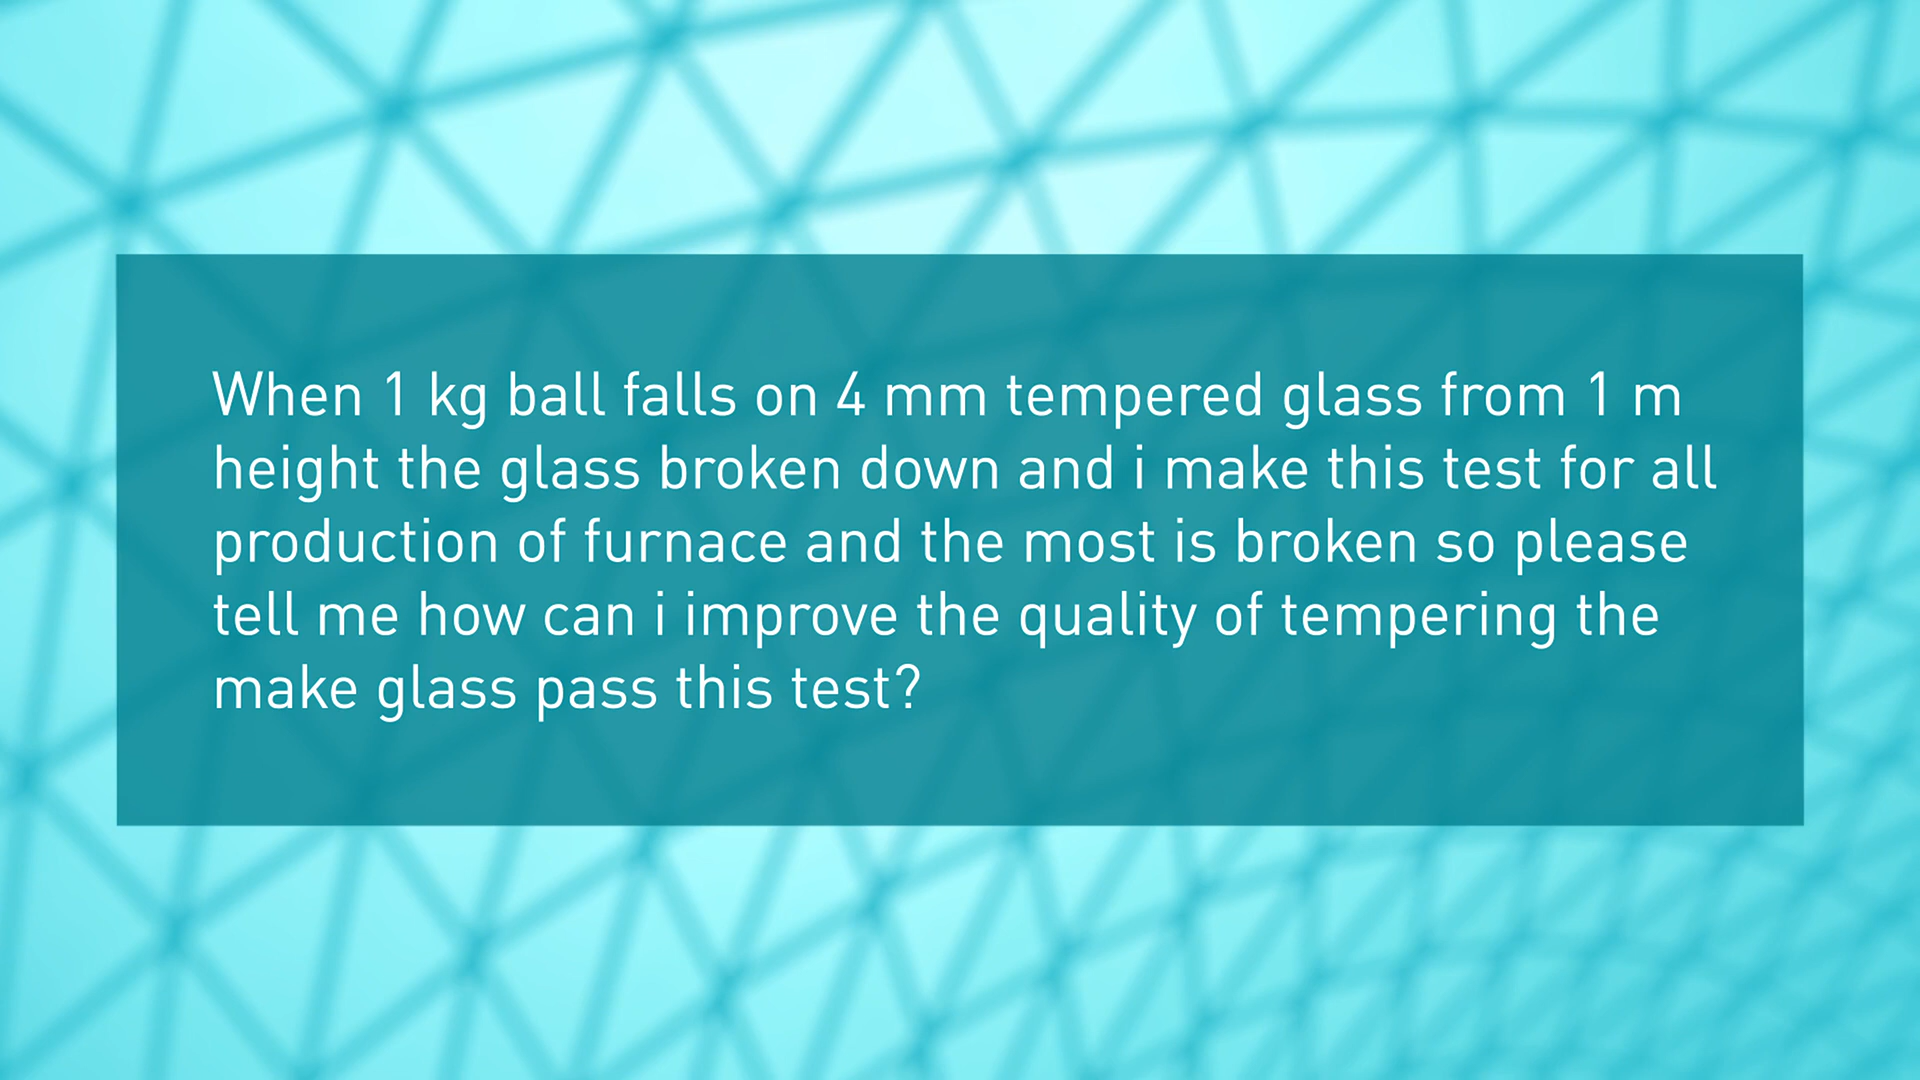 When 1 kg ball falls on 4 mm tempered glass from 1 m
height the glass broken down and i make this test for all
production of furnace and the most is broken so please
tell me how can i improve the quality of tempering the
make glass pass this test?